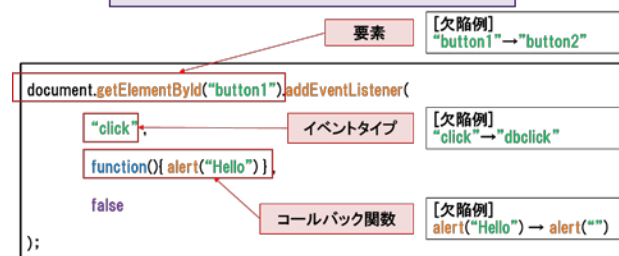 要素
[欠陥例]
“button1”→“button2”
document.getElementById(“button1”).addEventListener(
“click”,
イベントタイプ
[欠陥例]
“click”→“dbclick”
function(){ alert(“Hello”) },
false
コールバック関数
[欠陥例]
alert(“Hello”) → alert(“”)
);